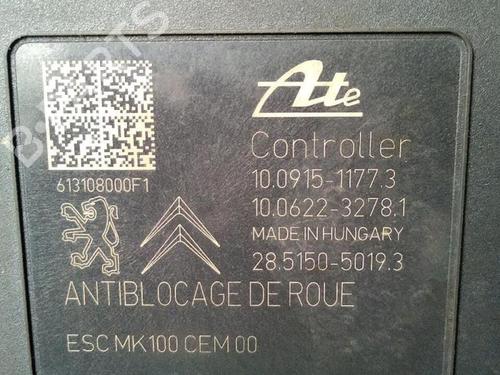 Ate
Controller
613108000F1
10.0915-1177.3
10.0622-3278.1
MADE IN HUNGARY
28.5150-5019.3
ANTIBLOCAGE DE ROUE
ESC MK100 CEM 00